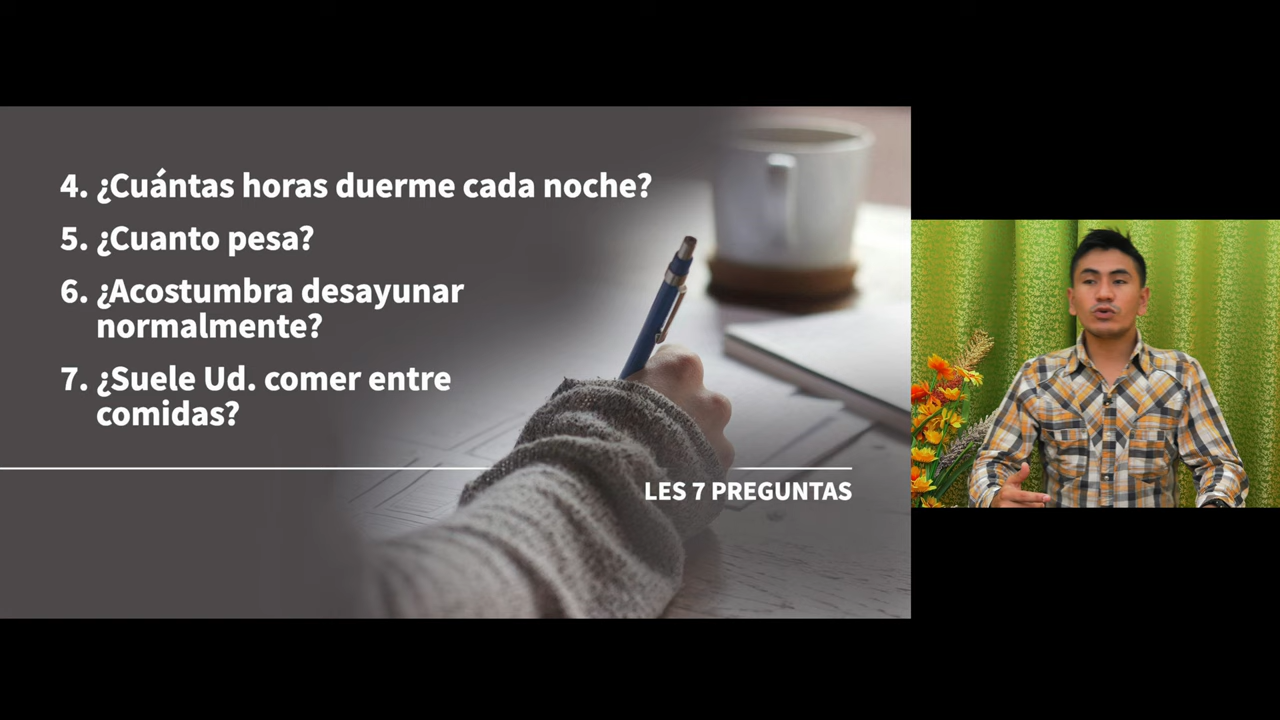 4. ¿Cuántas horas duerme cada noche?
5. ¿Cuanto pesa?
6. ¿Acostumbra desayunar
normalmente?
7. ¿Suele Ud. comer entre
comidas?
LES 7 PREGUNTAS